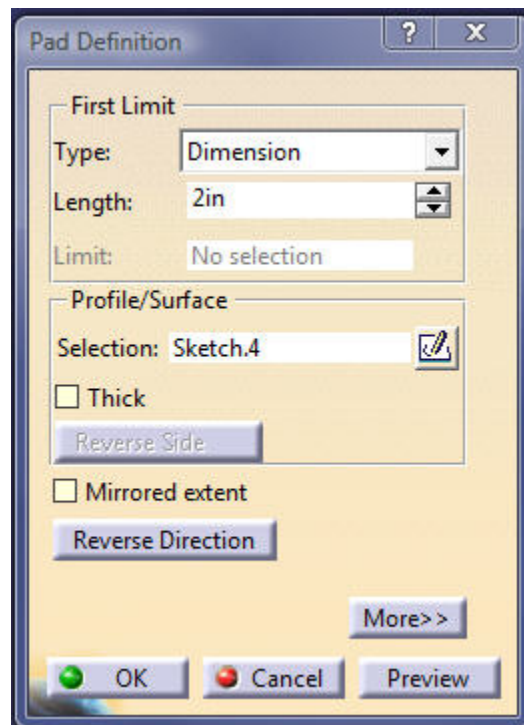 Pad Definition
? X
First Limit
Type: Dimension
Length: 2in
Limit: No selection
Profile/Surface
Selection: Sketch.4
Thick
Reverse Side
Mirrored extent
Reverse Direction
More>>
OK Cancel Preview